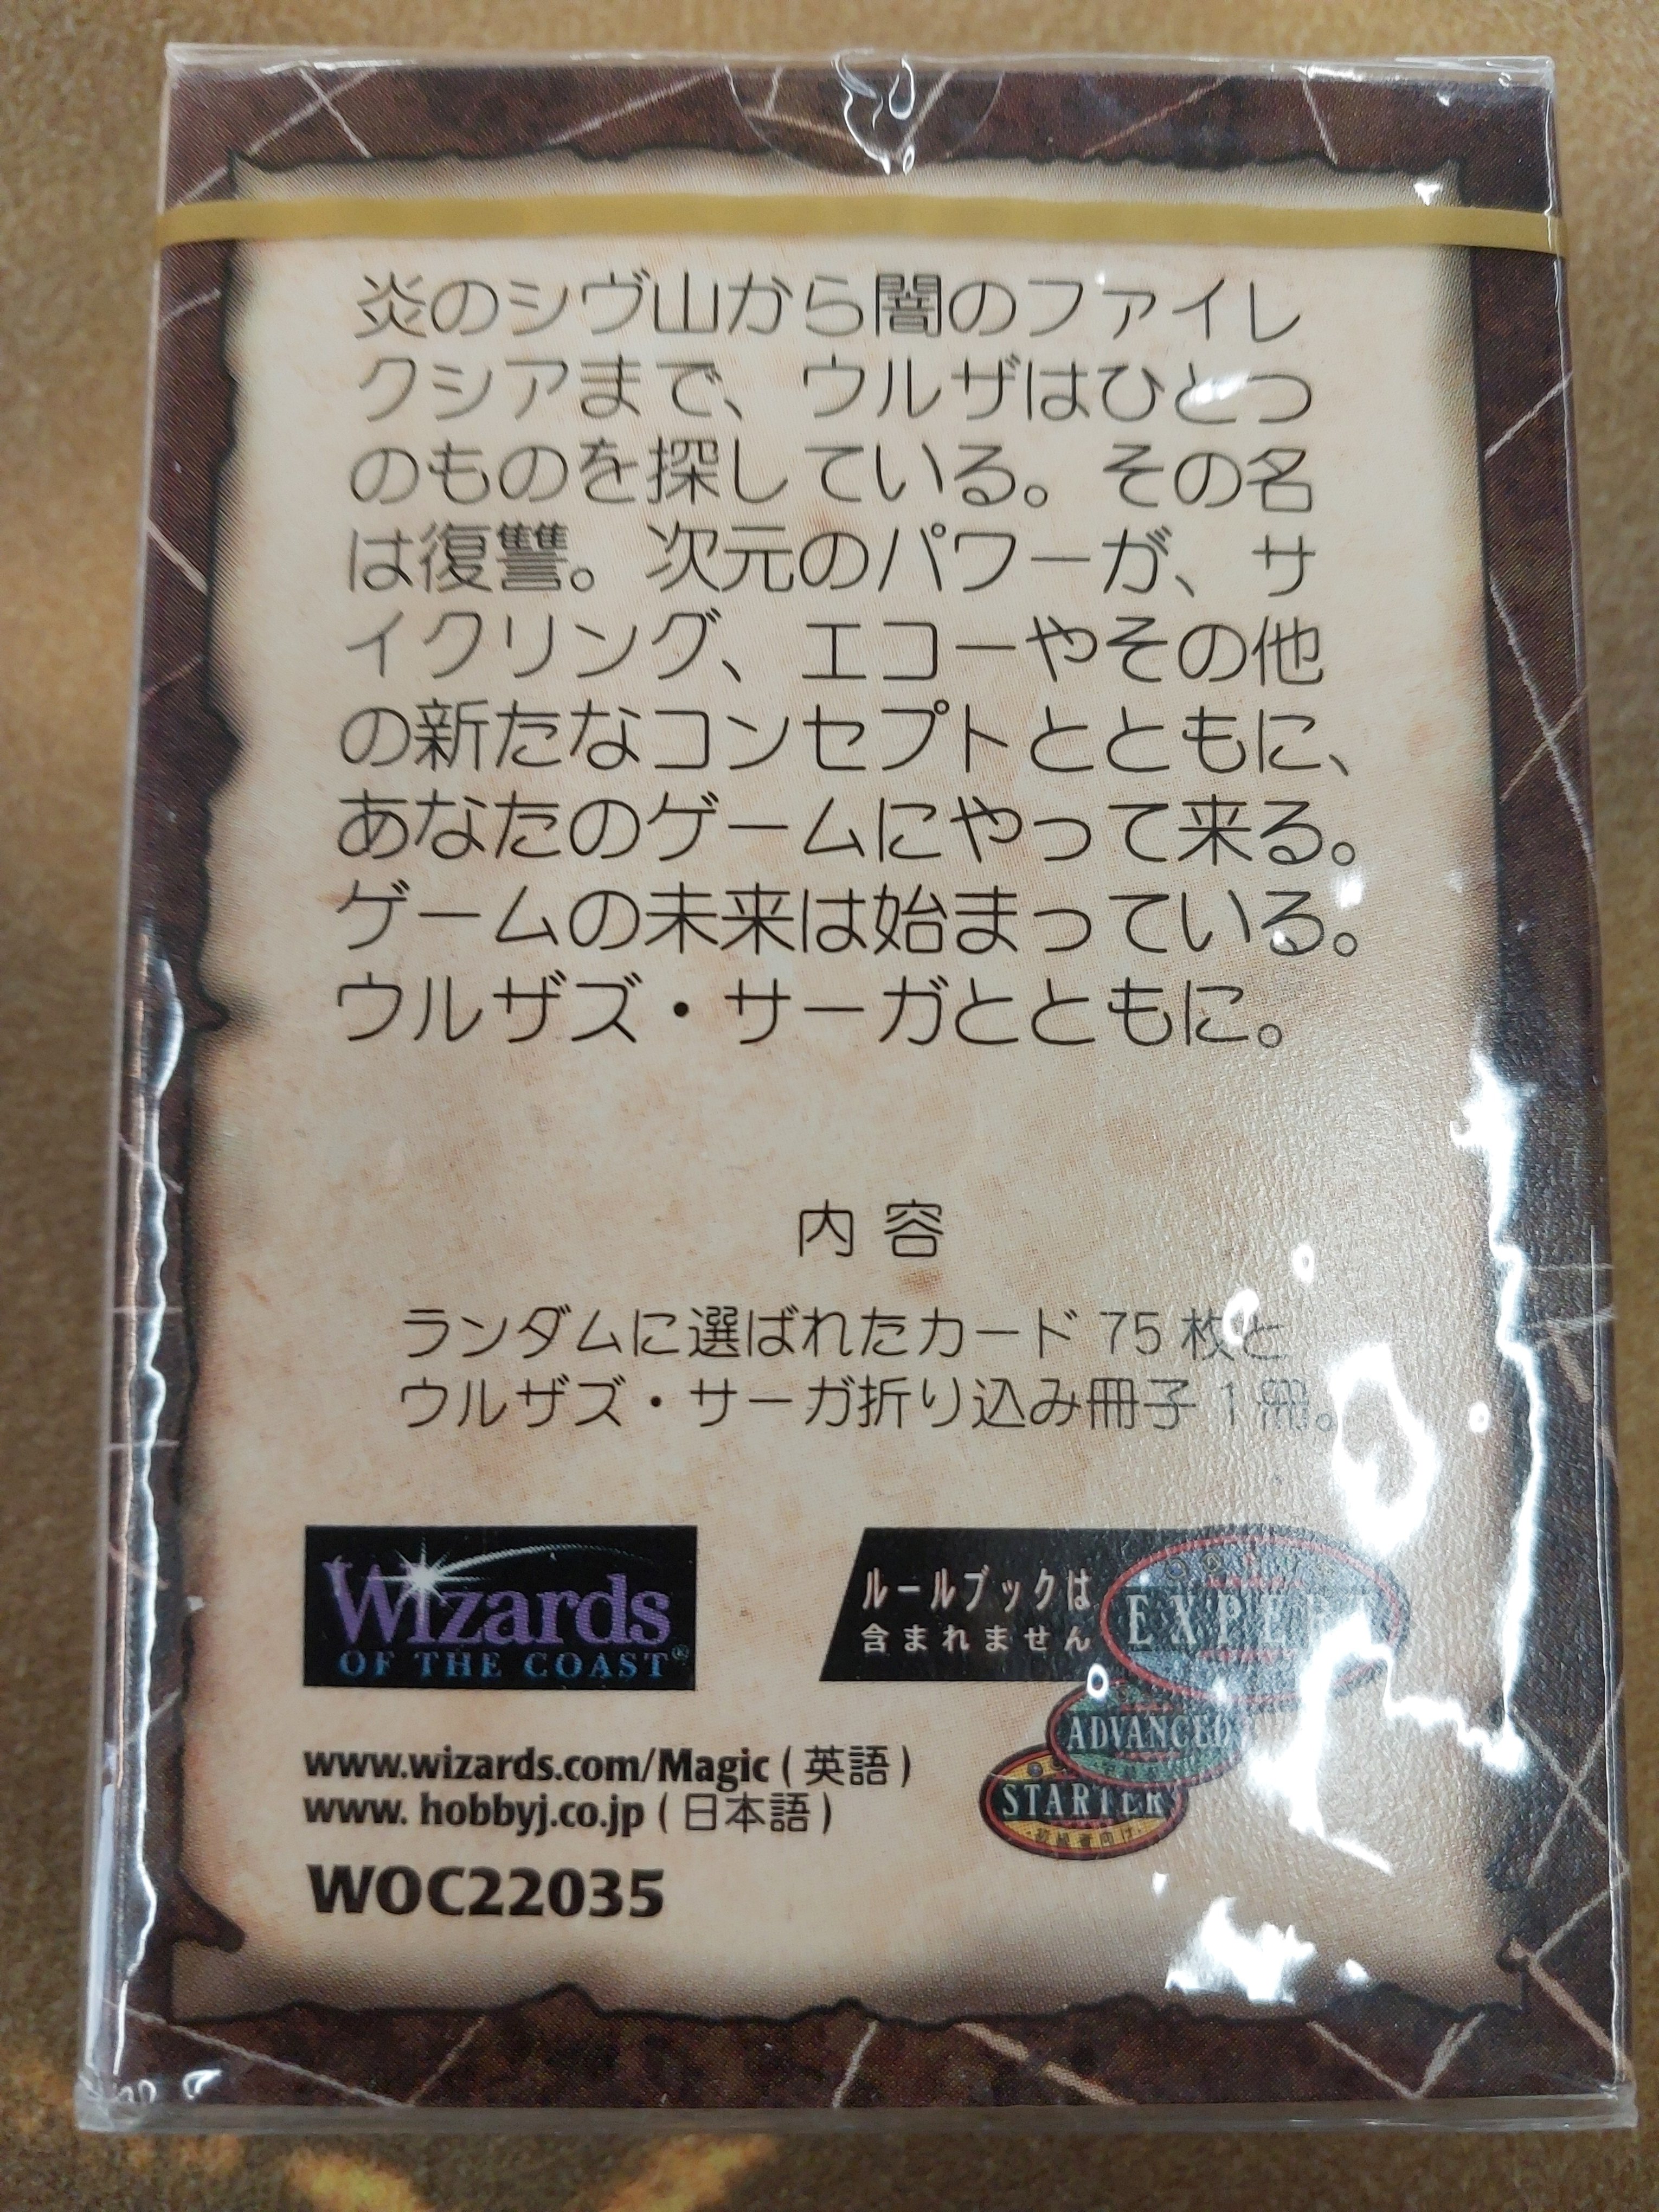 炎のシヴ山から闇のファイレ
クシアまで、ウルザはひとつ
のものを探している。その名
は復讐。次元のパワーが、サ
イクリング、エコーやその他
の新たなコンセプトとともに、
あなたのゲームにやって来る。
ゲームの未来は始まっている。
ウルザズ・サーガとともに。
内容
ランダムに選ばれたカード 75 枚と
ウルザズ・サーガ折り込み冊子 1 冊。
Wizards
OF THE COAST®
ルールブックは
含まれません
EXPERT
ADVANCED
STARTER
初級者向け
www.wizards.com/Magic ( 英語 )
www. hobbyj.co.jp ( 日本語 )
WOC22035